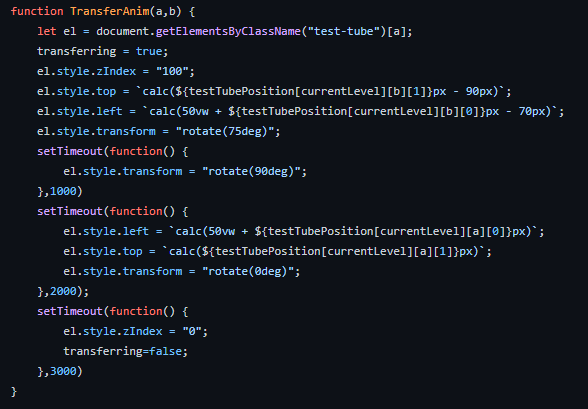 function TransferAnim(a,b) {
    let el = document.getElementsByClassName("test-tube")[a];
    transferring = true;
    el.style.zIndex = "100";
    el.style.top = `calc(${testTubePosition[currentLevel][b][1]}px - 90px)`;
    el.style.left = `calc(50vw + ${testTubePosition[currentLevel][b][0]}px - 70px)`;
    el.style.transform = "rotate(75deg)";
    setTimeout(function() {
        el.style.transform = "rotate(90deg)";
    },1000)
    setTimeout(function() {
        el.style.left = `calc(50vw + ${testTubePosition[currentLevel][a][0]}px)`;
        el.style.top = `calc(${testTubePosition[currentLevel][a][1]}px)`;
        el.style.transform = "rotate(0deg)";
    },2000);
    setTimeout(function() {
        el.style.zIndex = "0";
        transferring=false;
    },3000)
}